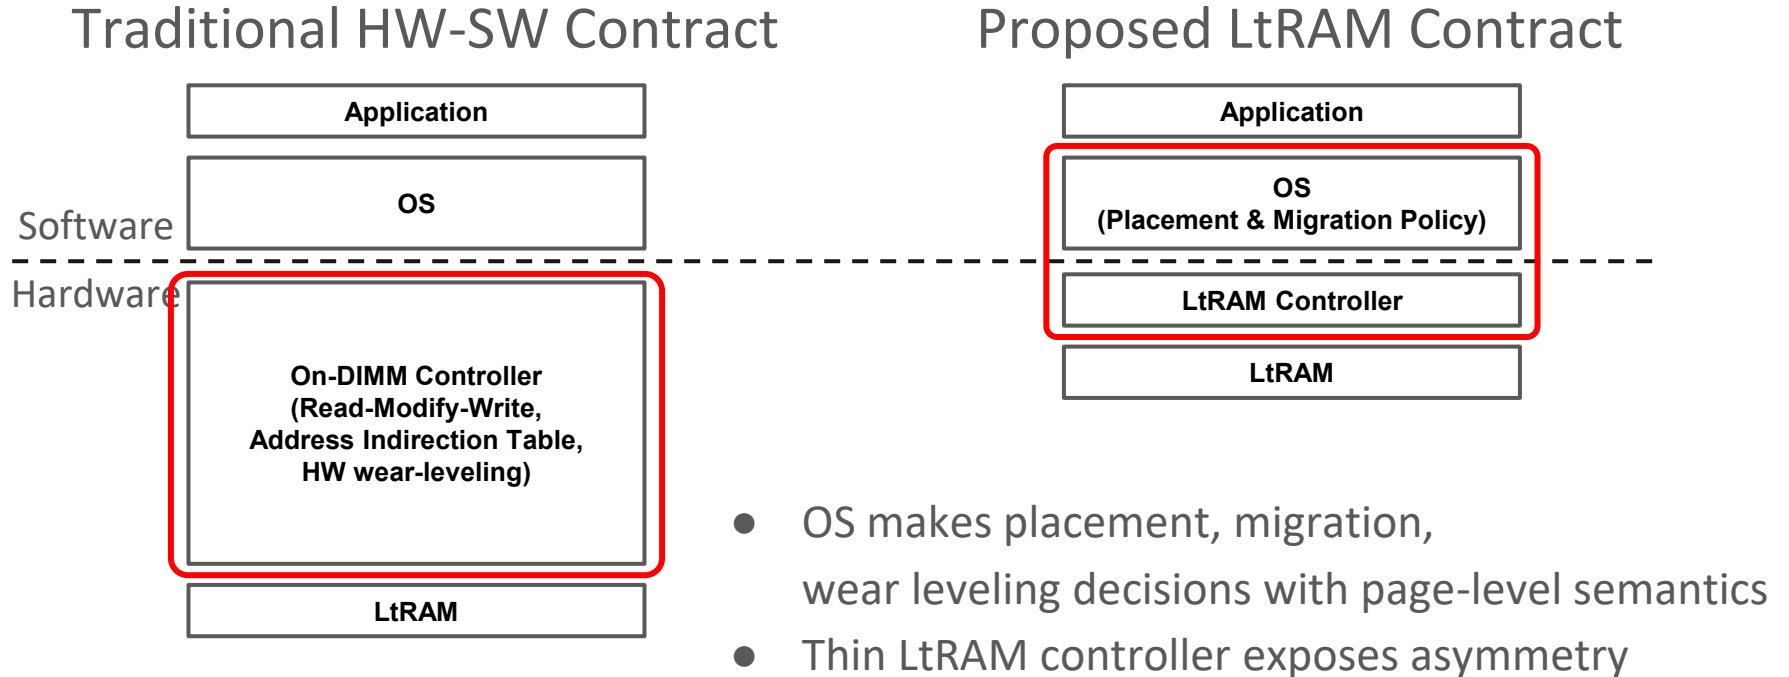 Traditional HW-SW Contract
Application
OS
Software
Hardware
On-DIMM Controller
(Read-Modify-Write,
Address Indirection Table,
HW wear-leveling)
LtRAM
Proposed LtRAM Contract
Application
OS
(Placement & Migration Policy)
LtRAM Controller
LtRAM
● OS makes placement, migration,
wear leveling decisions with page-level semantics
● Thin LtRAM controller exposes asymmetry